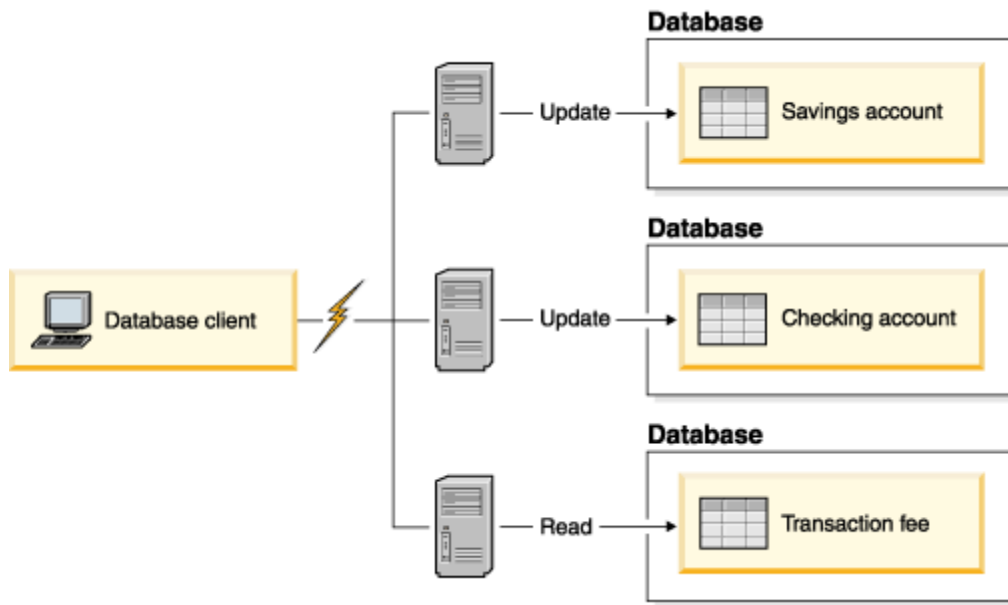 Database
Update
Savings account
Database
Database client
Update
Checking account
Database
Read
Transaction fee